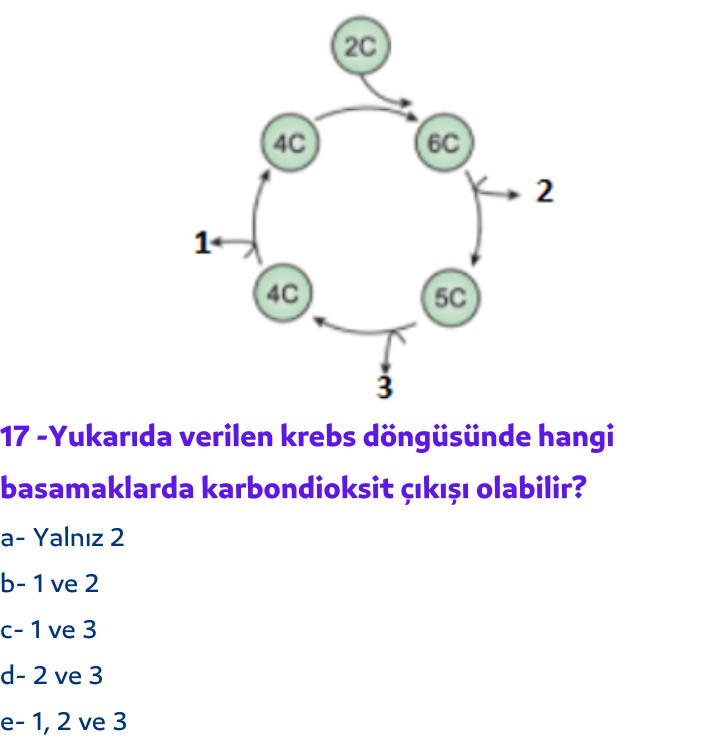 2C
4C
6C
2
1
4C
5C
3
17 -Yukarıda verilen krebs döngüsünde hangi
basamaklarda karbondioksit çıkışı olabilir?
a- Yalnız 2
b- 1 ve 2
c- 1 ve 3
d- 2 ve 3
e- 1, 2 ve 3